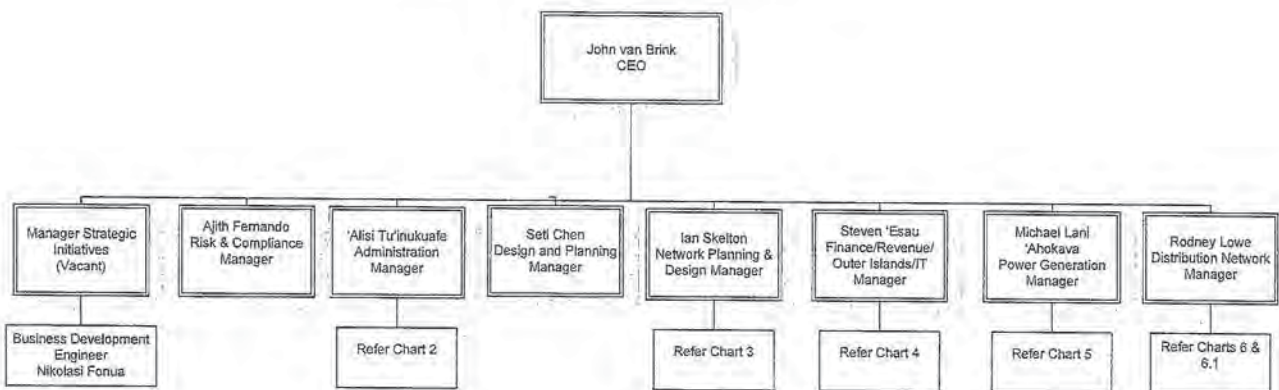 John van Brink
CEO
Manager Strategic
Initiatives
(Vacant)
Ajith Fernando
Risk & Compliance
Manager
'Alisi Tu'inukuafe
Administration
Manager
Seti Chen
Design and Planning
Manager
Ian Skelton
Network Planning &
Design Manager
Steven 'Esau
Finance/Revenue/
Outer Islands/IT
Manager
Michael Lani
'Ahokava
Power Generation
Manager
Rodney Lowe
Distribution Network
Manager
Business Development
Engineer
Nikolasi Fonua
Refer Chart 2
Refer Chart 3
Refer Chart 4
Refer Chart 5
Refer Charts 6 &
6.1